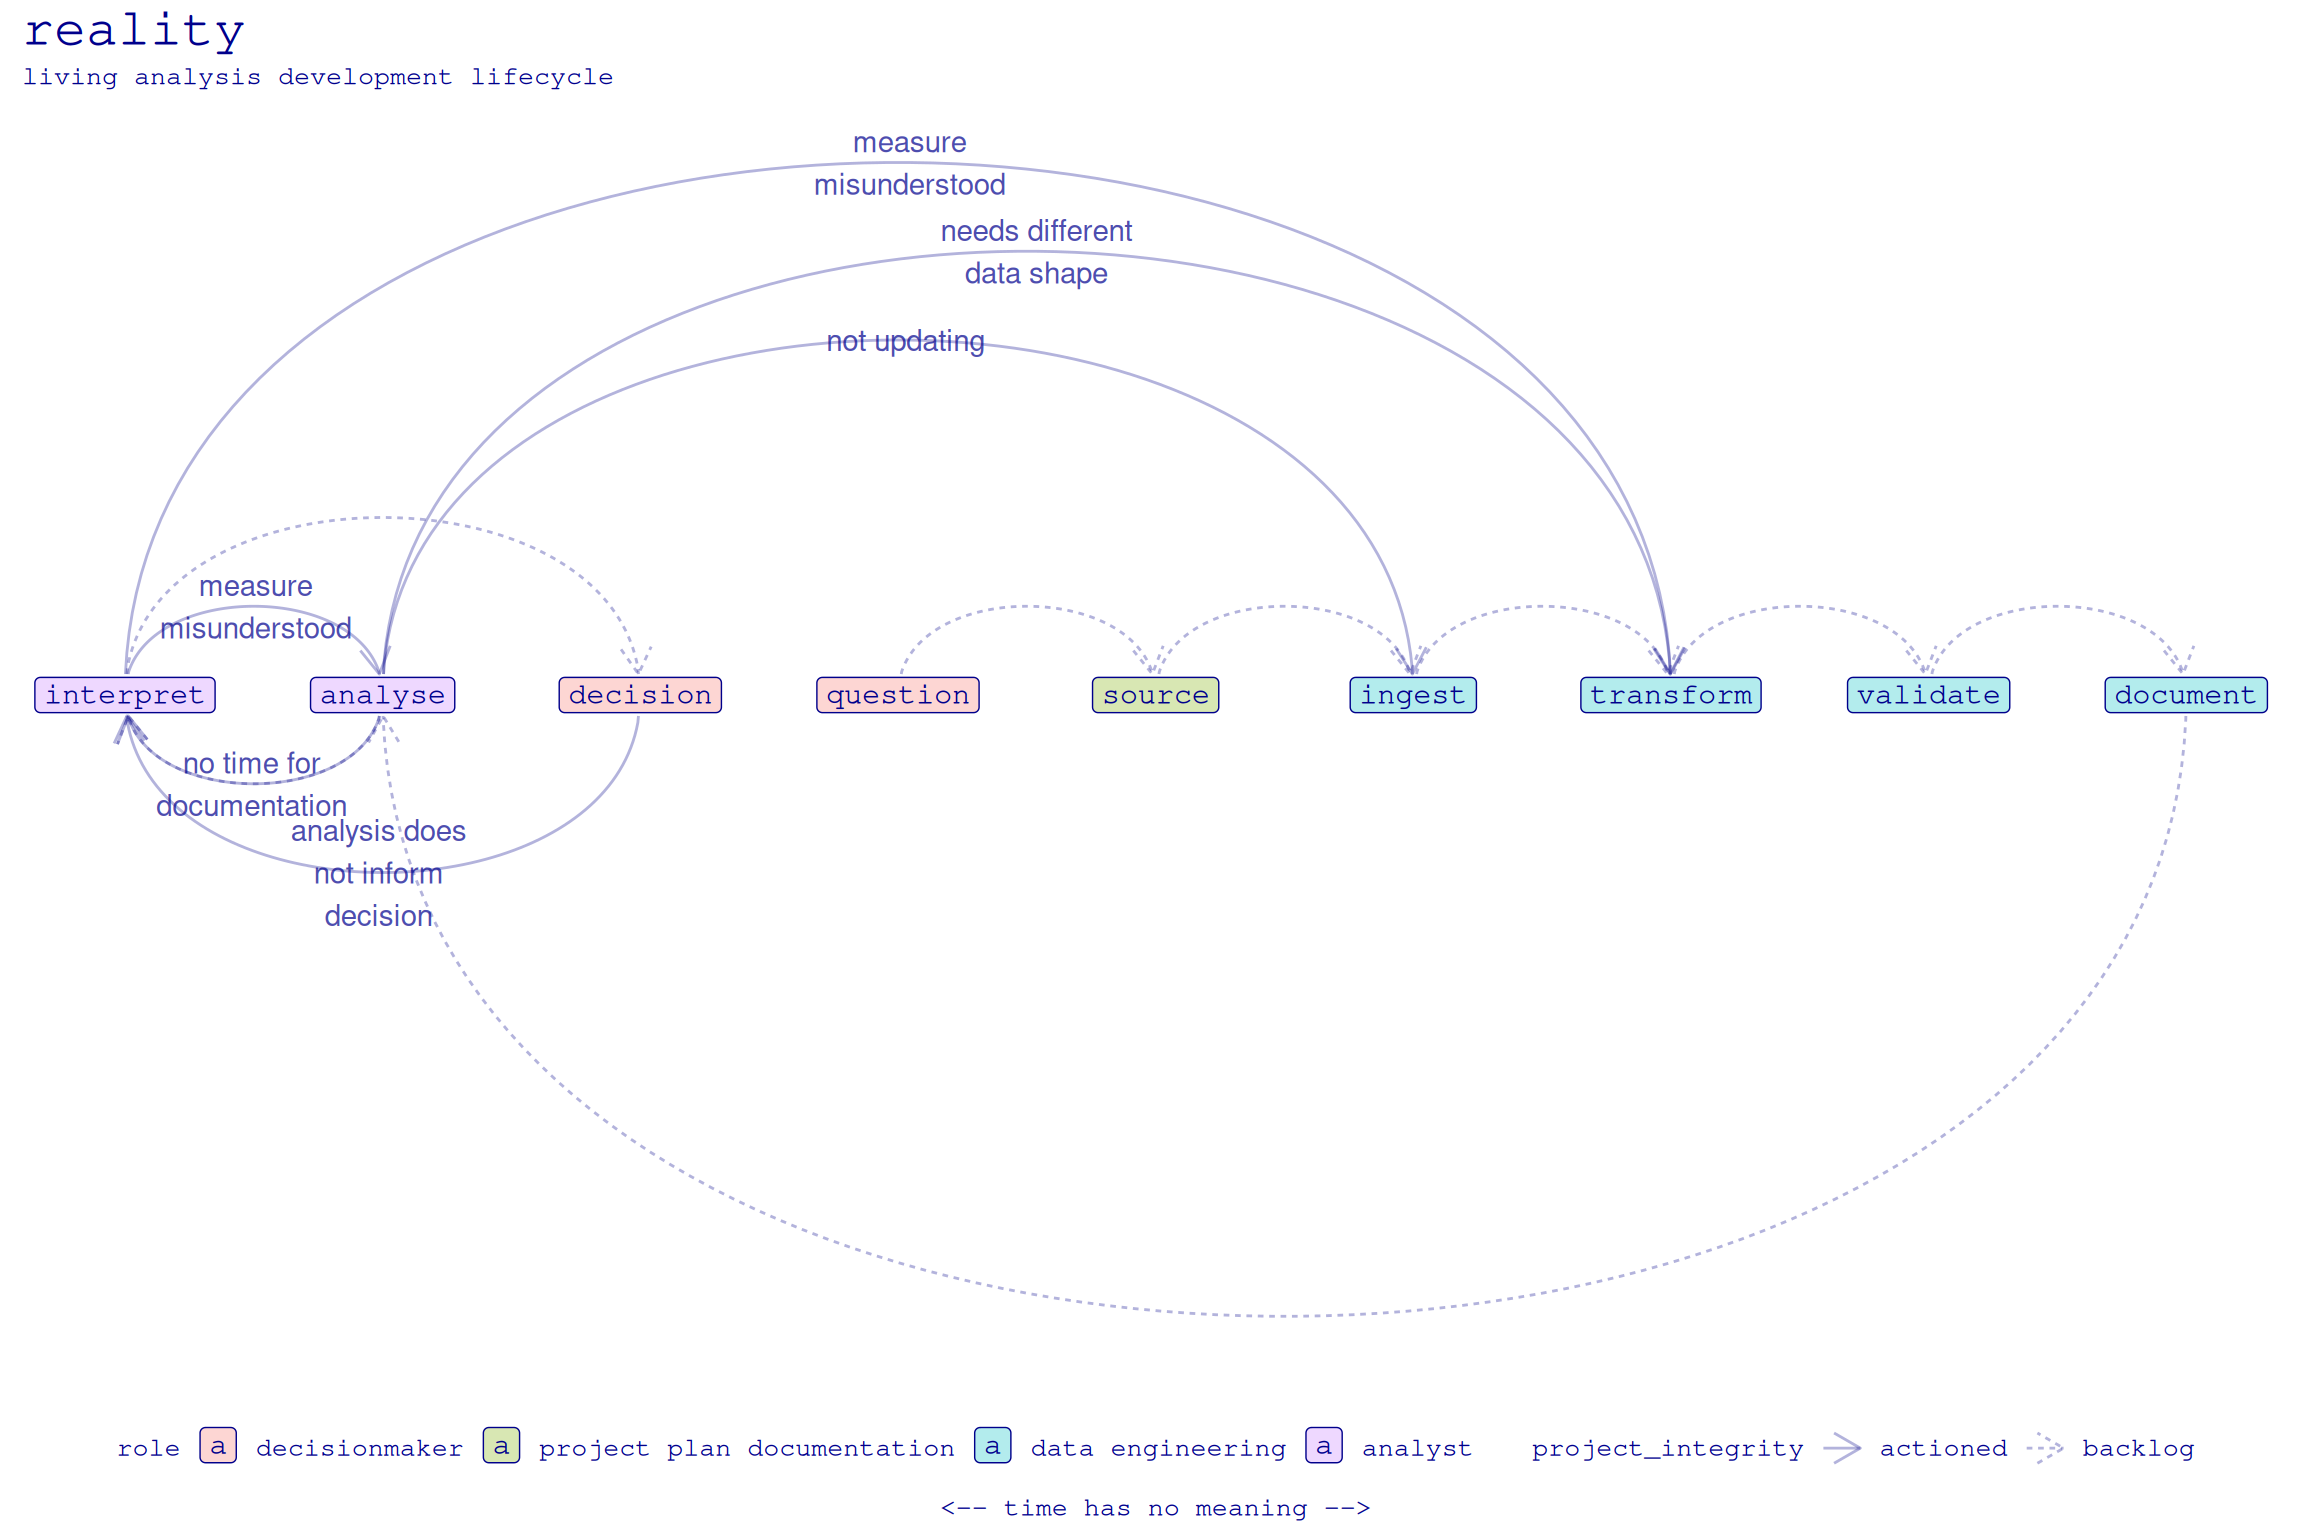 reality
living analysis development lifecycle
measure
misunderstood
needs different
data shape
not updating
measure
misunderstood
interpret analyse decision question source ingest transform validate document
no time for
documentation
analysis does
not inform
decision
role a decisionmaker a project plan documentation a data engineering a analyst project_integrity actioned backlog
<-- time has no meaning -->